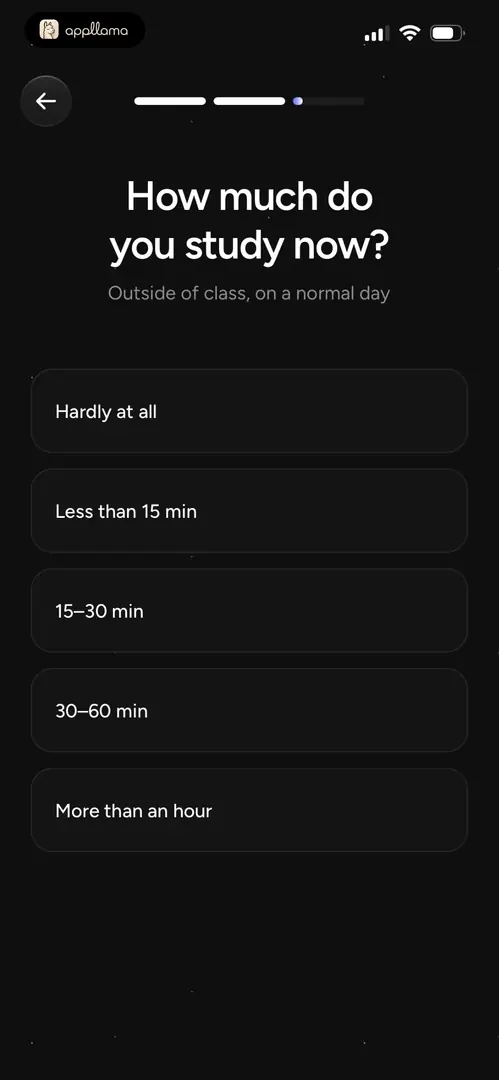 appllama
How much do
you study now?
Outside of class, on a normal day
Hardly at all
Less than 15 min
15–30 min
30–60 min
More than an hour